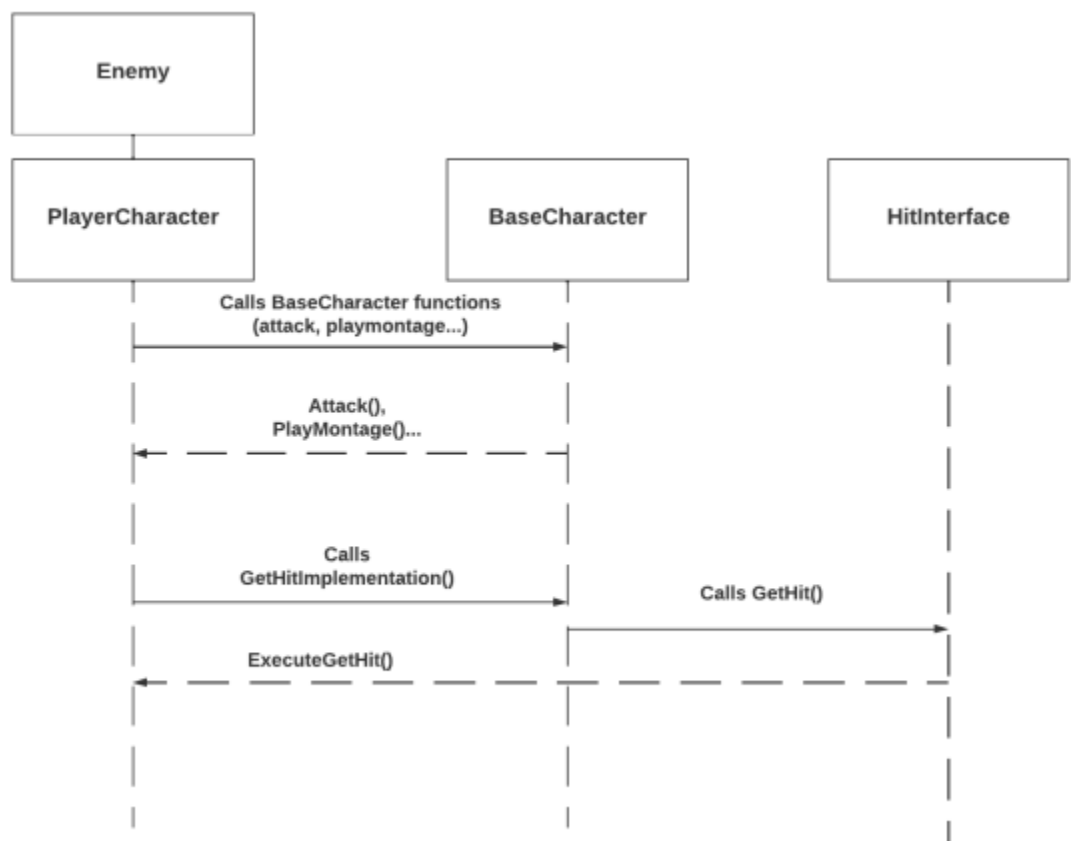 Enemy
PlayerCharacter
BaseCharacter
HitInterface
Calls BaseCharacter functions
(attack, playmontage...)
Attack(),
PlayMontage()...
Calls
GetHitImplementation()
Calls GetHit()
ExecuteGetHit()